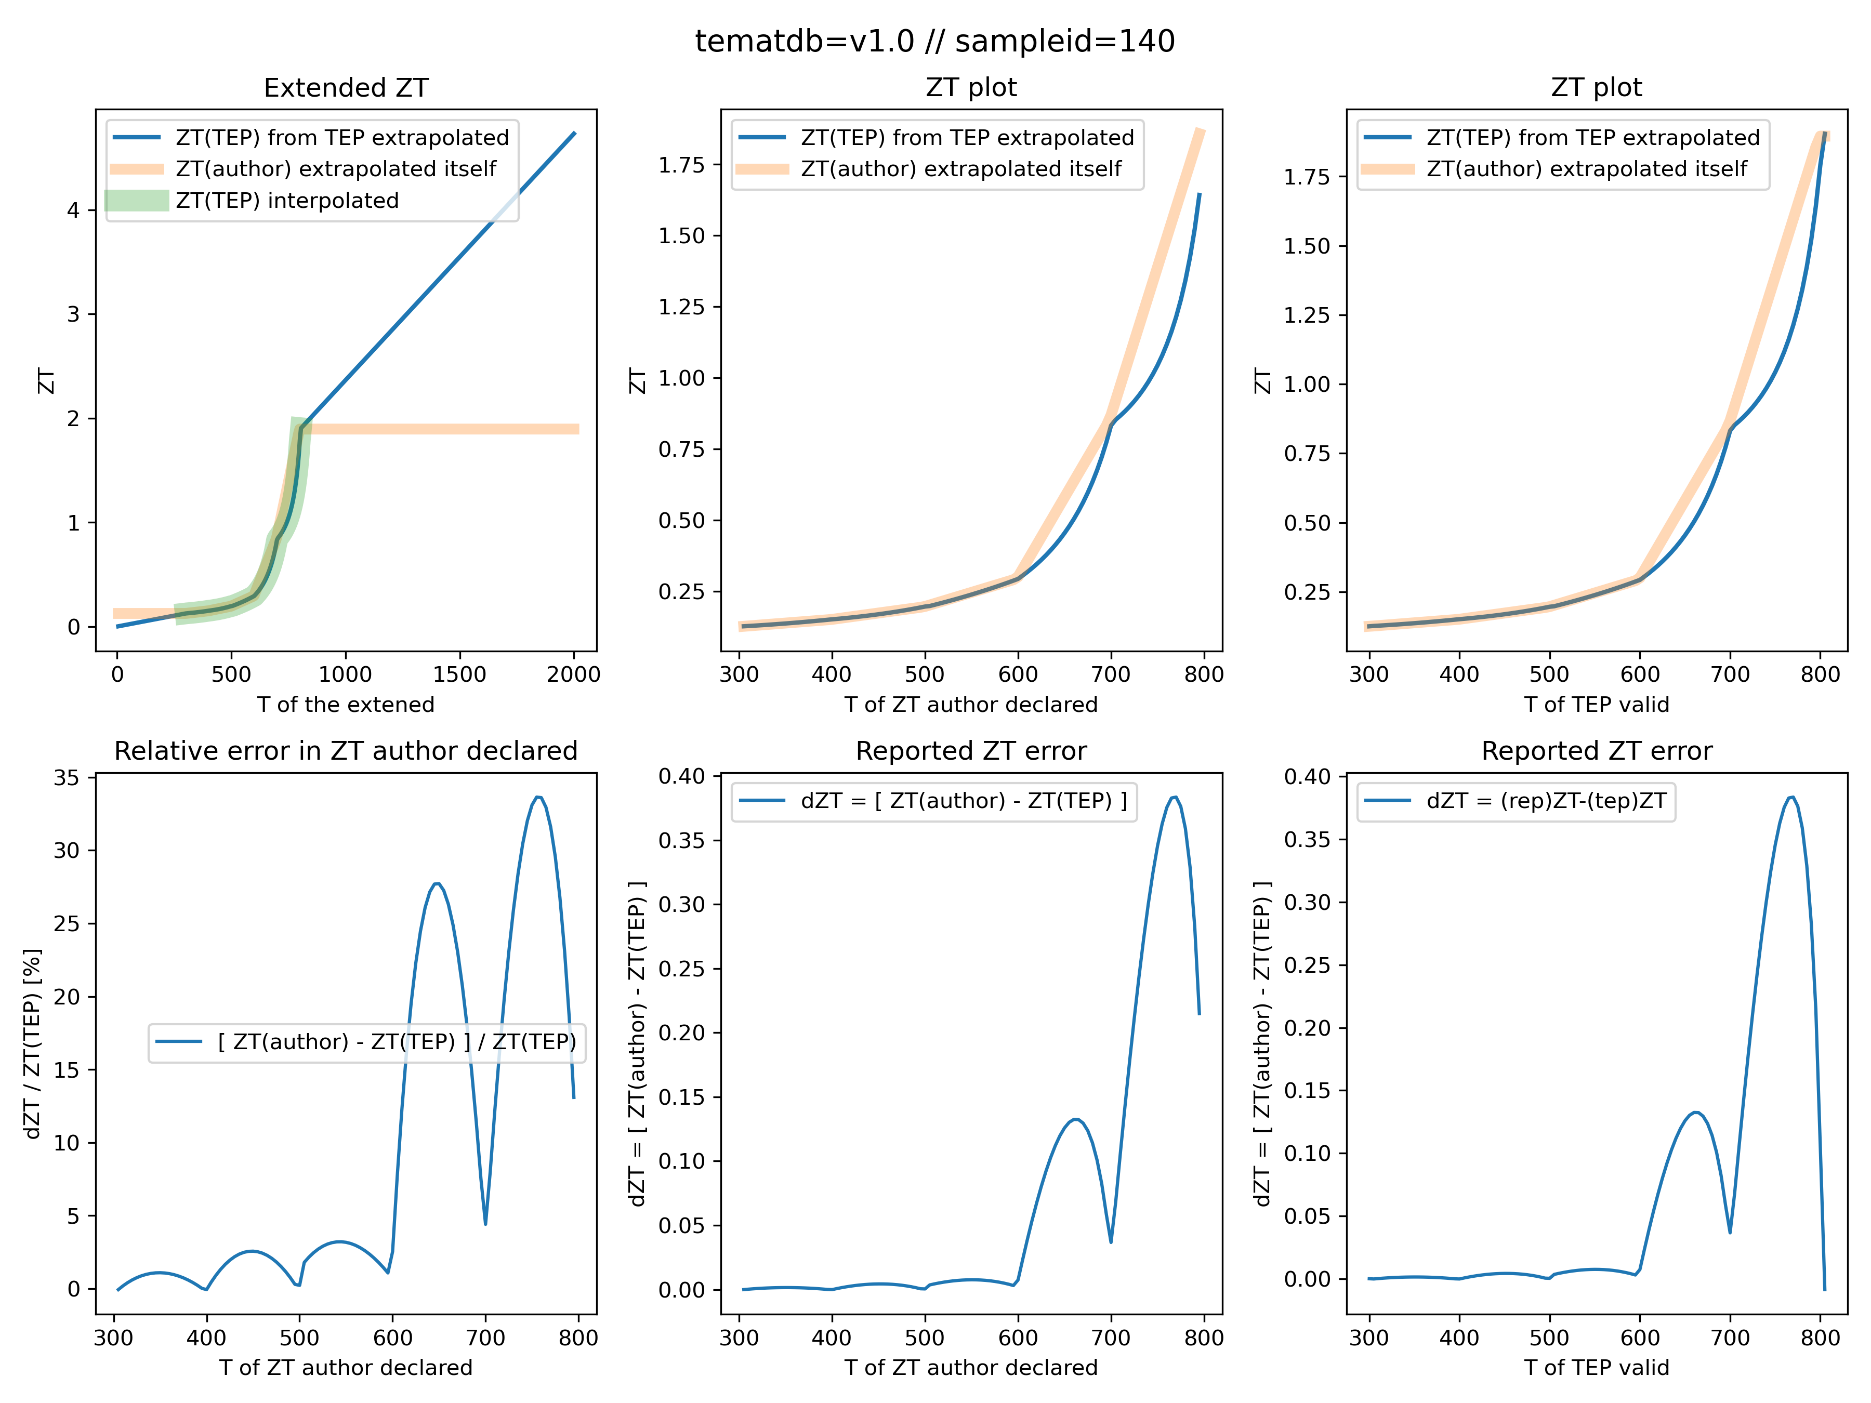 tematdb=v1.0 // sampleid=140
Extended ZT
ZT(TEP) from TEP extrapolated
ZT(author) extrapolated itself
ZT(TEP) interpolated
ZT
4
3
2
1
0
0 500 1000 1500 2000
T of the extened
ZT plot
ZT(TEP) from TEP extrapolated
ZT(author) extrapolated itself
ZT
1.75
1.50
1.25
1.00
0.75
0.50
0.25
300 400 500 600 700 800
T of ZT author declared
ZT plot
ZT(TEP) from TEP extrapolated
ZT(author) extrapolated itself
ZT
1.75
1.50
1.25
1.00
0.75
0.50
0.25
300 400 500 600 700 800
T of TEP valid
Relative error in ZT author declared
[ ZT(author) - ZT(TEP) ] / ZT(TEP)
dZT / ZT(TEP) [%]
35
30
25
20
15
10
5
0
300 400 500 600 700 800
T of ZT author declared
Reported ZT error
dZT = [ ZT(author) - ZT(TEP) ]
dZT = [ ZT(author) - ZT(TEP) ]
0.40
0.35
0.30
0.25
0.20
0.15
0.10
0.05
0.00
300 400 500 600 700 800
T of ZT author declared
Reported ZT error
dZT = (rep)ZT-(tep)ZT
dZT = [ ZT(author) - ZT(TEP) ]
0.40
0.35
0.30
0.25
0.20
0.15
0.10
0.05
0.00
300 400 500 600 700 800
T of TEP valid